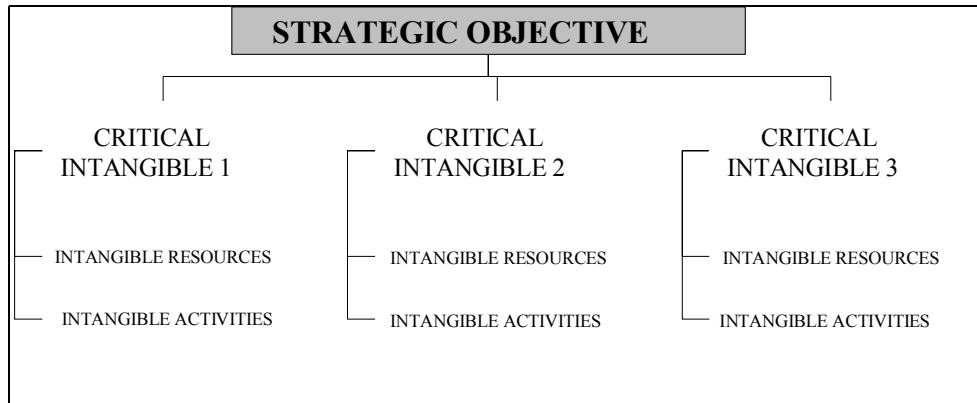 STRATEGIC OBJECTIVE
CRITICAL
INTANGIBLE 1
INTANGIBLE RESOURCES
INTANGIBLE ACTIVITIES
CRITICAL
INTANGIBLE 2
INTANGIBLE RESOURCES
INTANGIBLE ACTIVITIES
CRITICAL
INTANGIBLE 3
INTANGIBLE RESOURCES
INTANGIBLE ACTIVITIES